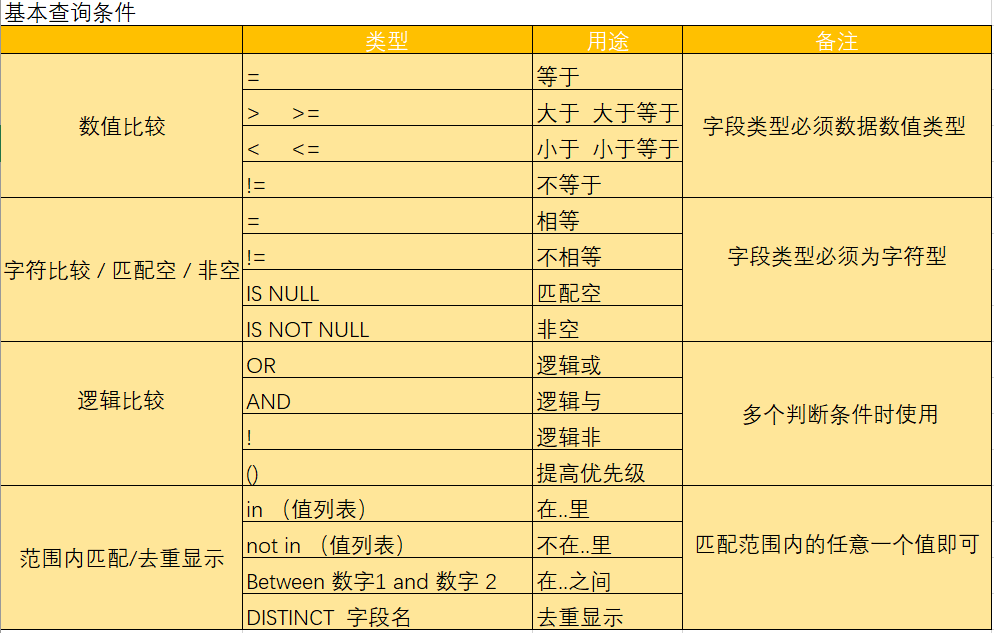 基本查询条件
类型 用途 备注
数值比较 = 等于 字段类型必须数据数值类型
> >= 大于 大于等于
< <= 小于 小于等于
!= 不等于
字符比较 / 匹配空 / 非空 = 相等 字段类型必须为字符型
!= 不相等
IS NULL 匹配空
IS NOT NULL 非空
逻辑比较 OR 逻辑或 多个判断条件时使用
AND 逻辑与
! 逻辑非
() 提高优先级
范围内匹配/去重显示 in （值列表） 在..里 匹配范围内的任意一个值即可
not in （值列表） 不在..里
Between 数字1 and 数字 2 在..之间
DISTINCT 字段名 去重显示